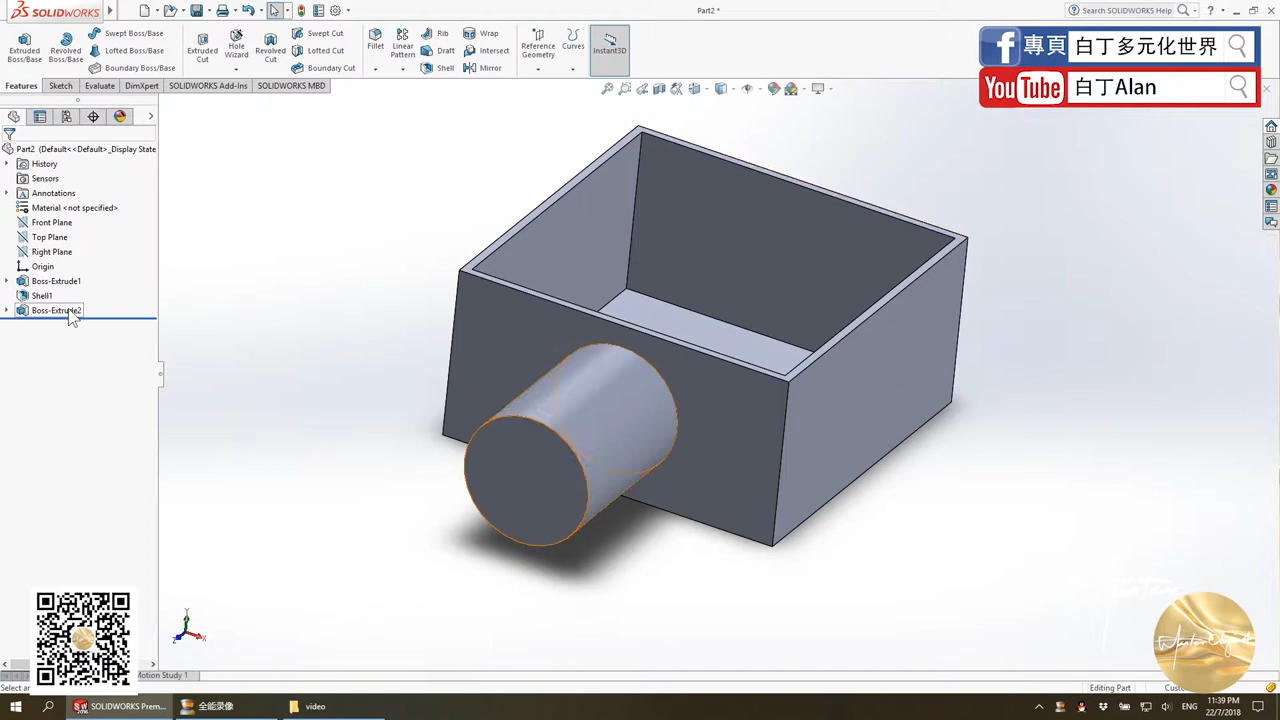 SOLIDWORKS
Part2 *
Search SOLIDWORKS Help
Extruded Boss/Base
Revolved Boss/Base
Swept Boss/Base
Lofted Boss/Base
Boundary Boss/Base
Extruded Cut
Hole Wizard
Revolved Cut
Swept Cut
Lofted Cut
Boundary Cut
Fillet
Linear Pattern
Rib
Draft
Shell
Wrap
Intersect
Mirror
Reference Geometry
Curves
Instant3D
專頁 白丁多元化世界
YouTube 白丁Alan
Features
Sketch
Evaluate
DimXpert
SOLIDWORKS Add-Ins
SOLIDWORKS MBD
Part2 (Default<<Default>_Display State
History
Sensors
Annotations
Material <not specified>
Front Plane
Top Plane
Right Plane
Origin
Boss-Extrude1
Shell1
Boss-Extrude2
Y
X
Z
Motion Study 1
Select an
Editing Part
SOLIDWORKS Prem...
全能录像
video
ENG
11:39 PM
22/7/2018